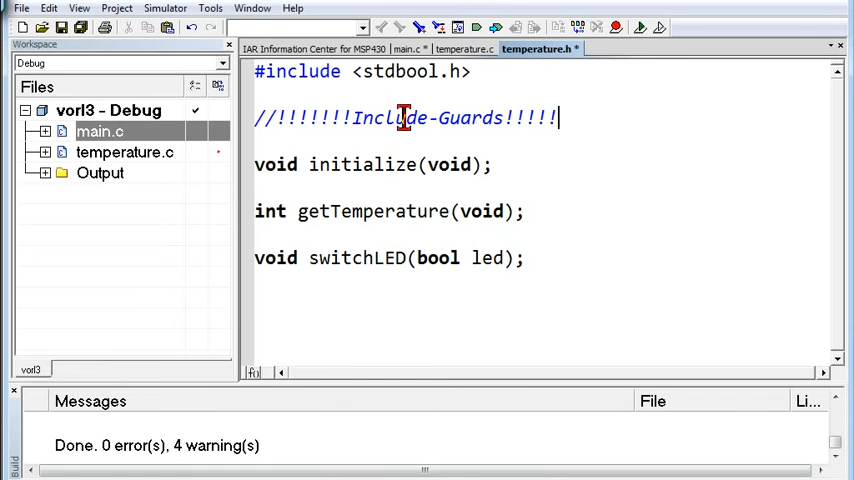 File Edit View Project Simulator Tools Window Help
Workspace
Debug
Files
vorl3 - Debug
main.c
temperature.c
Output
vorl3
IAR Information Center for MSP430 main.c * temperature.c temperature.h *
#include <stdbool.h>
//!!!!!!!Include-Guards!!!!!
void initialize(void);
int getTemperature(void);
void switchLED(bool led);
f()
Messages File Li...
Done. 0 error(s), 4 warning(s)
Build